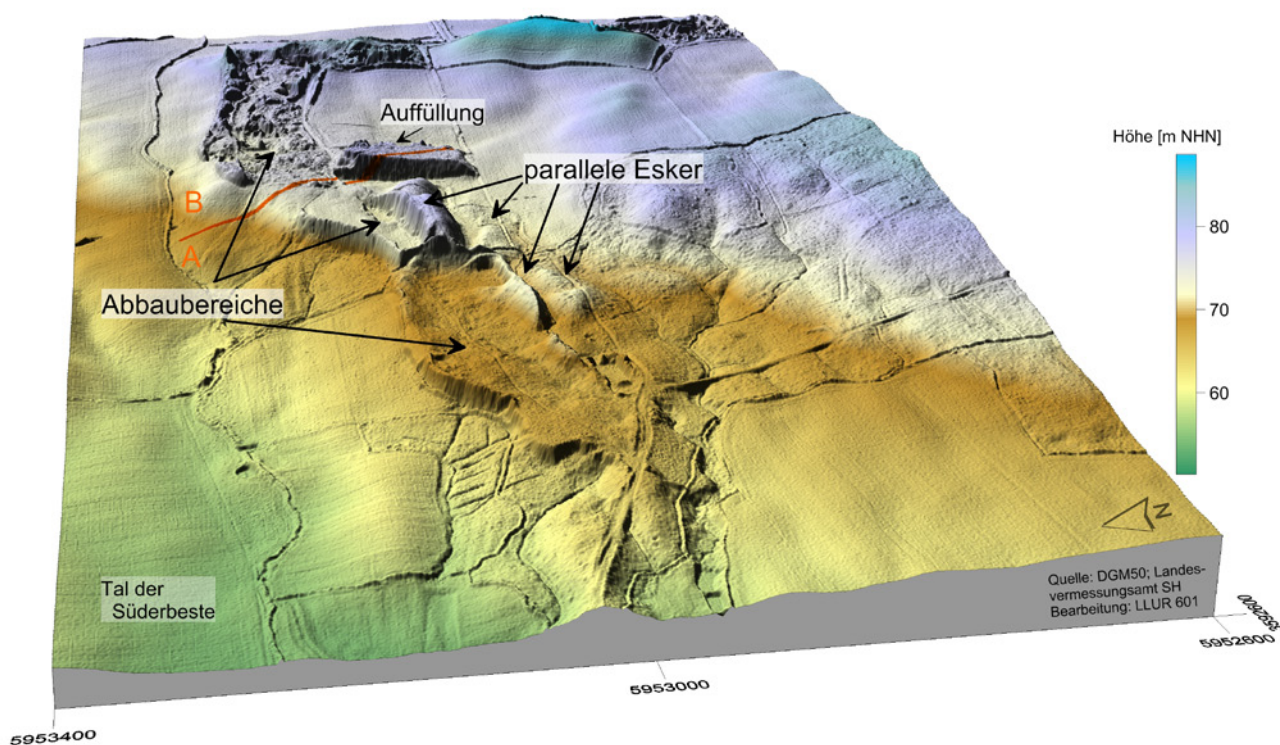 Auffüllung
Höhe [m NHN]
parallele Esker
B
80
A
Abbaubereiche
70
60
N
Tal der
Süderbeste
Quelle: DGM50; Landes-
vermessungsamt SH
Bearbeitung: LLUR 601
5952600
5953000
5953400